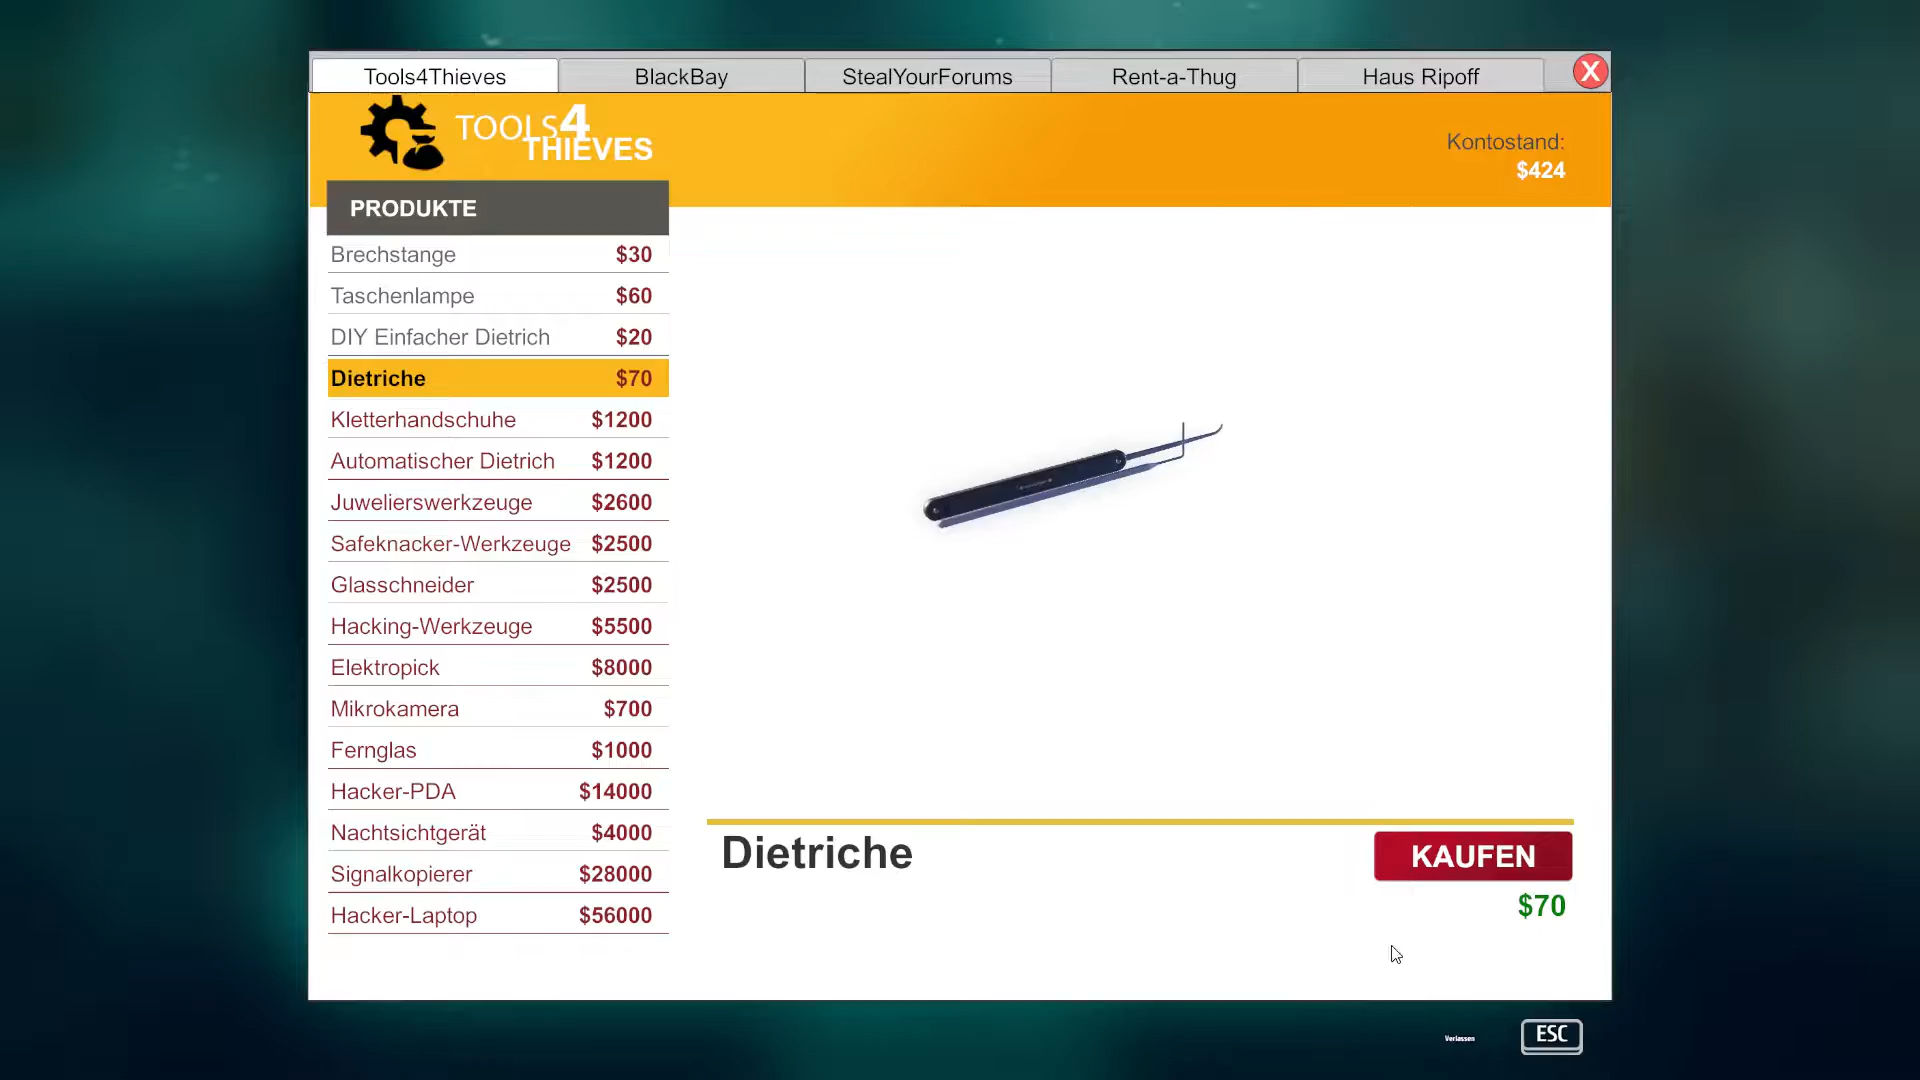 Tools4Thieves BlackBay StealYourForums Rent-a-Thug Haus Ripoff X
TOOLS4
THIEVES
Kontostand:
$424
PRODUKTE
Brechstange $30
Taschenlampe $60
DIY Einfacher Dietrich $20
Dietriche $70
Kletterhandschuhe $1200
Automatischer Dietrich $1200
Juwelierswerkzeuge $2600
Safeknacker-Werkzeuge $2500
Glasschneider $2500
Hacking-Werkzeuge $5500
Elektropick $8000
Mikrokamera $700
Fernglas $1000
Hacker-PDA $14000
Nachtsichtgerät $4000
Signalkopierer $28000
Hacker-Laptop $56000
Dietriche
KAUFEN
$70
Verlassen ESC